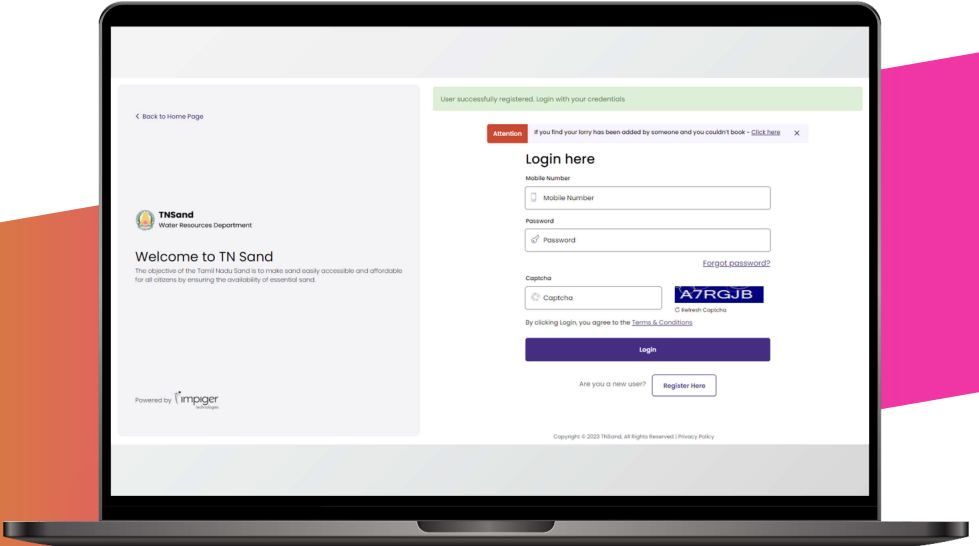 Back to Home Page
TNSand
Water Resources Department
Welcome to TN Sand
The objective of the Tamil Nadu Sand is to make sand easily accessible and affordable
for all citizens by ensuring the availability of essential sand.
Powered by impiger
technologies
User successfully registered. Login with your credentials
Attention If you find your lorry has been added by someone and you couldn't book - Click here X
Login here
Mobile Number
Mobile Number
Password
Password
Forgot password?
Captcha
Captcha A7RGJB
Refresh Captcha
By clicking Login, you agree to the Terms & Conditions
Login
Are you a new user? Register Here
Copyright © 2023 TNSand, All Rights Reserved | Privacy Policy